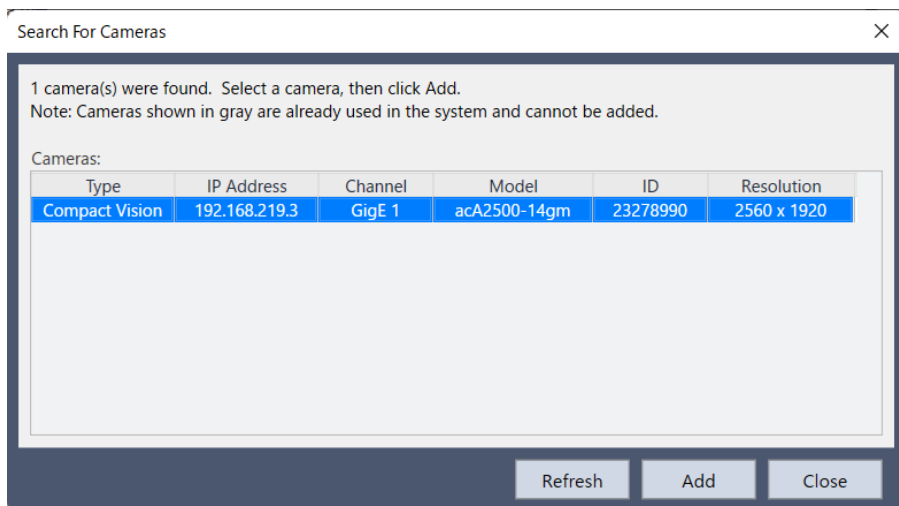 Search For Cameras
1 camera(s) were found.  Select a camera, then click Add.
Note: Cameras shown in gray are already used in the system and cannot be added.
Cameras:
Type IP Address Channel Model ID Resolution
Compact Vision 192.168.219.3 GigE 1 acA2500-14gm 23278990 2560 x 1920
Refresh Add Close